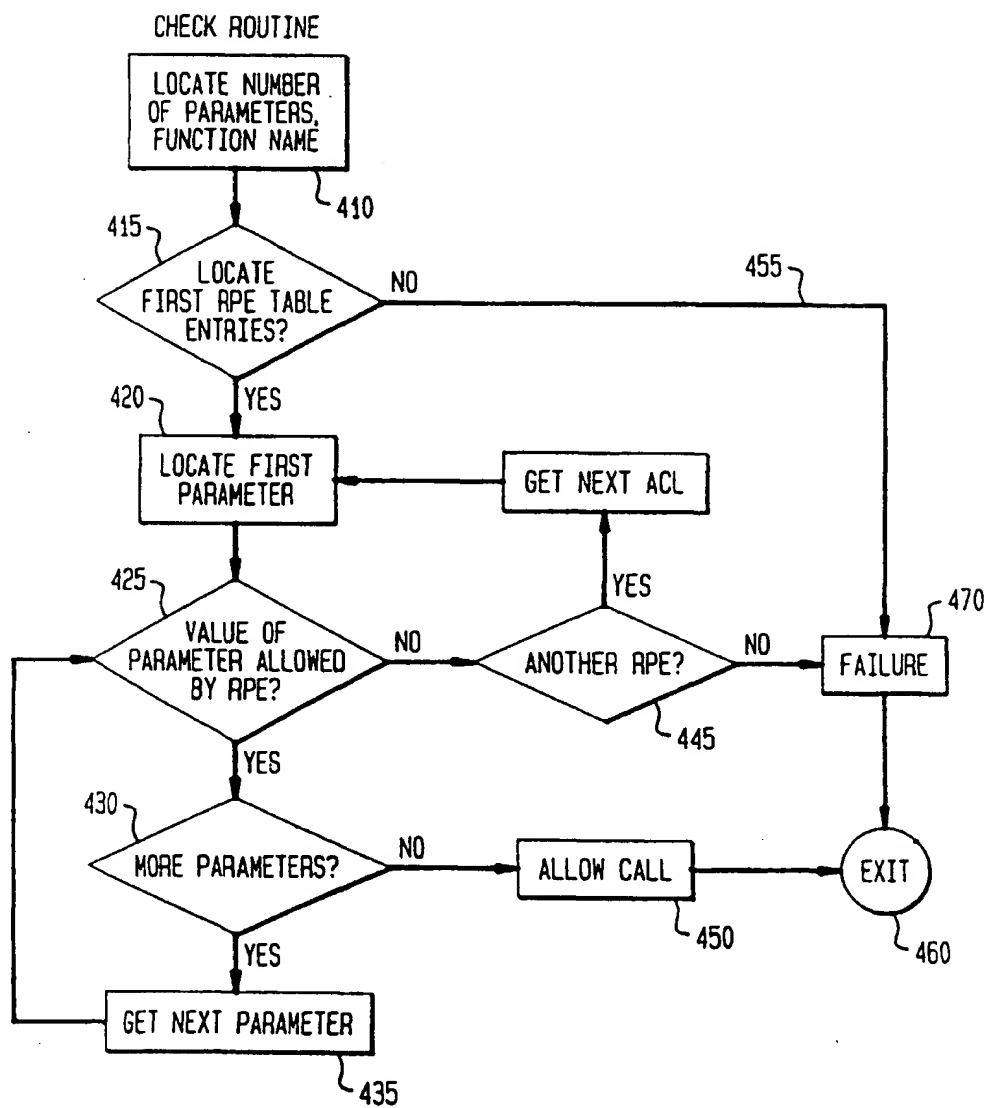 CHECK ROUTINE
LOCATE NUMBER
OF PARAMETERS,
FUNCTION NAME
410
415
LOCATE
FIRST RPE TABLE
ENTRIES?
NO
455
YES
420
LOCATE FIRST
PARAMETER
GET NEXT ACL
YES
425
VALUE OF
PARAMETER ALLOWED
BY RPE?
NO
ANOTHER RPE?
445
NO
470
FAILURE
YES
430
MORE PARAMETERS?
NO
ALLOW CALL
450
EXIT
460
YES
GET NEXT PARAMETER
435